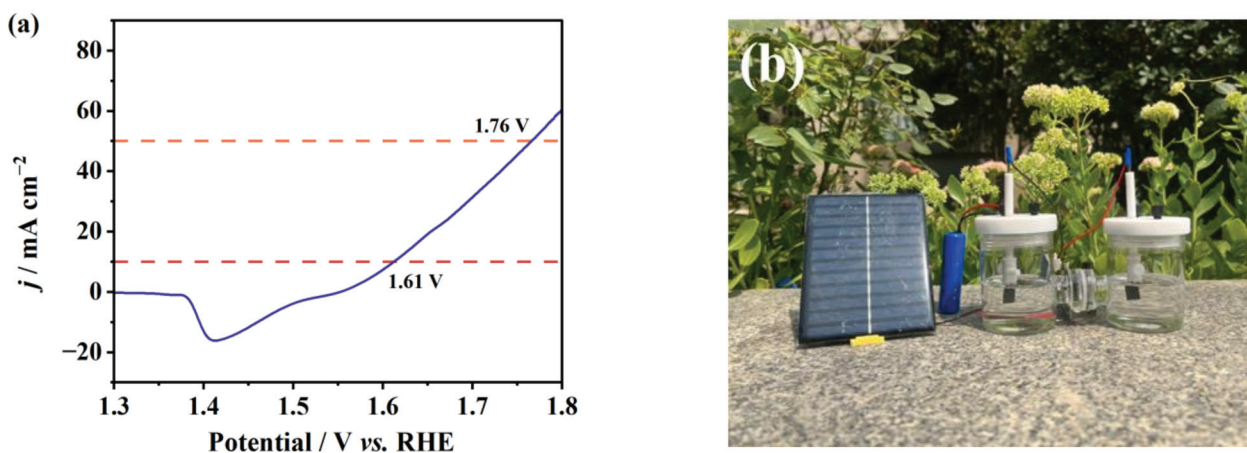 (a)
80
60
40
20
0
−20
1.3
1.4
1.5
1.6
1.7
1.8
j / mA cm⁻²
Potential / V vs. RHE
1.76 V
1.61 V
(b)